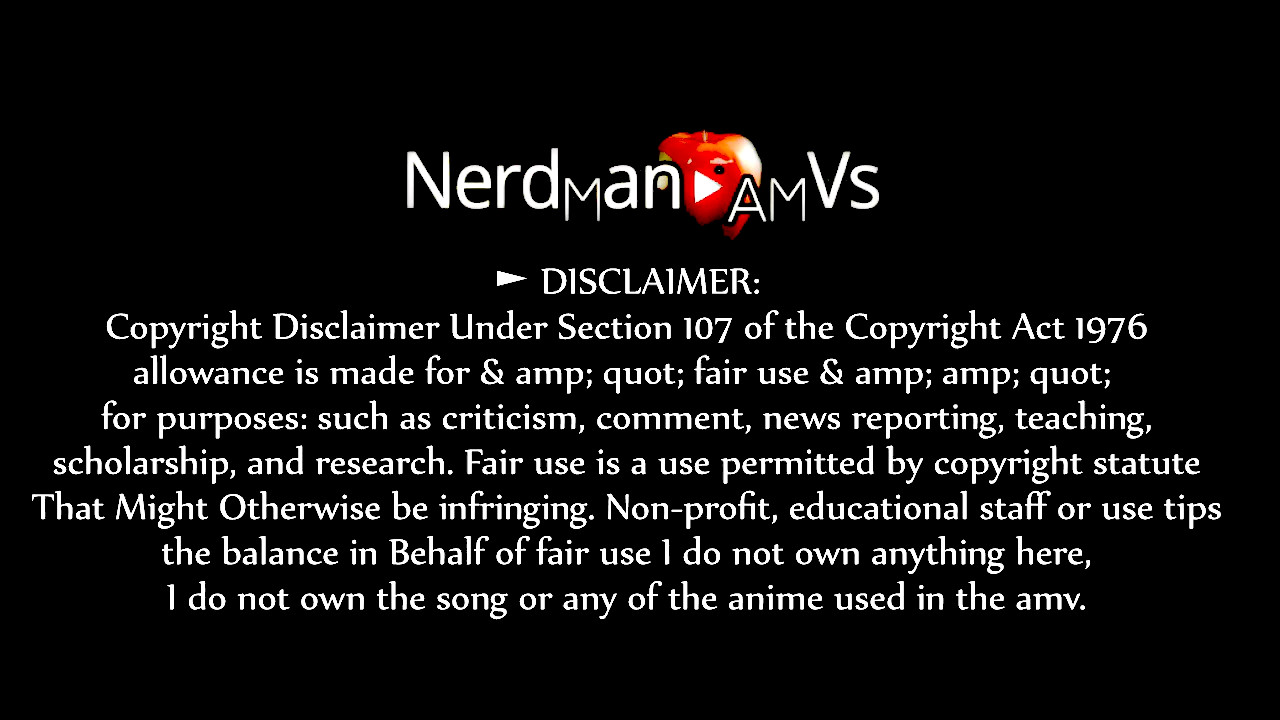 NerdMan AMVs
► DISCLAIMER:
Copyright Disclaimer Under Section 107 of the Copyright Act 1976
allowance is made for & amp; quot; fair use & amp; amp; quot;
for purposes: such as criticism, comment, news reporting, teaching,
scholarship, and research. Fair use is a use permitted by copyright statute
That Might Otherwise be infringing. Non-profit, educational staff or use tips
the balance in Behalf of fair use I do not own anything here,
I do not own the song or any of the anime used in the amv.